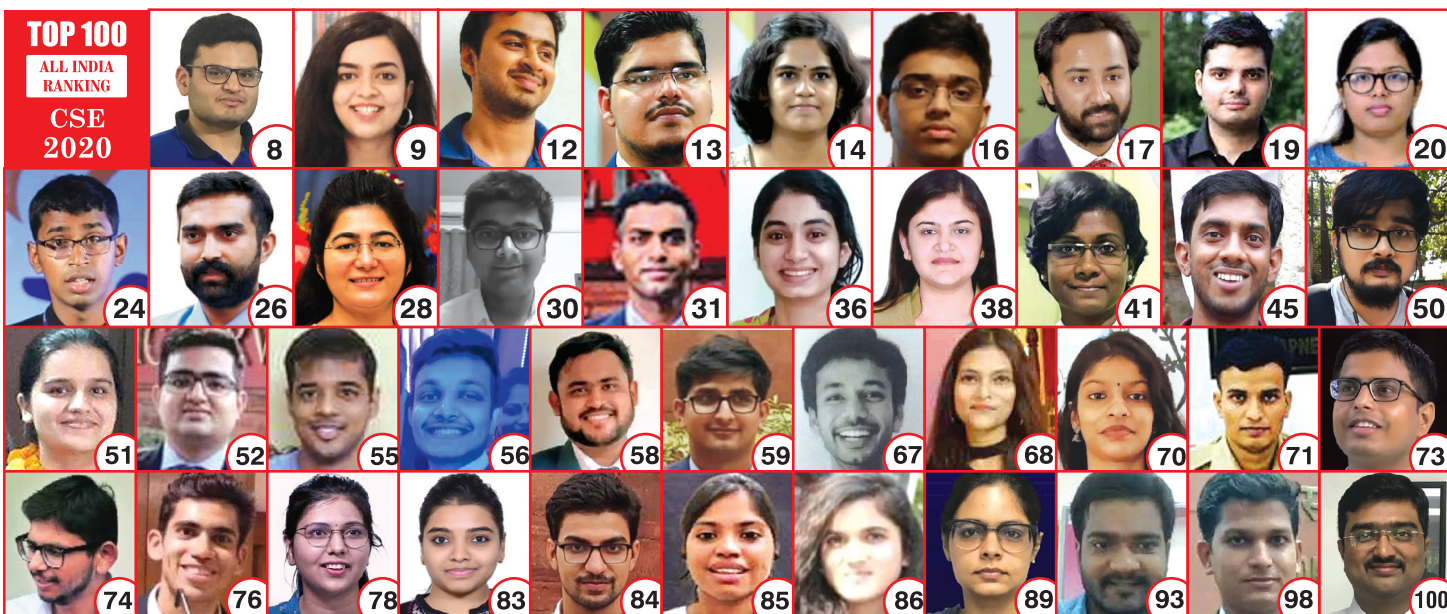 TOP 100
ALL INDIA
RANKING
CSE
2020
8 9 12 13 14 16 17 19 20
24 26 28 30 31 36 38 41 45 50
51 52 55 56 58 59 67 68 70 71 73
74 76 78 83 84 85 86 89 93 98 100